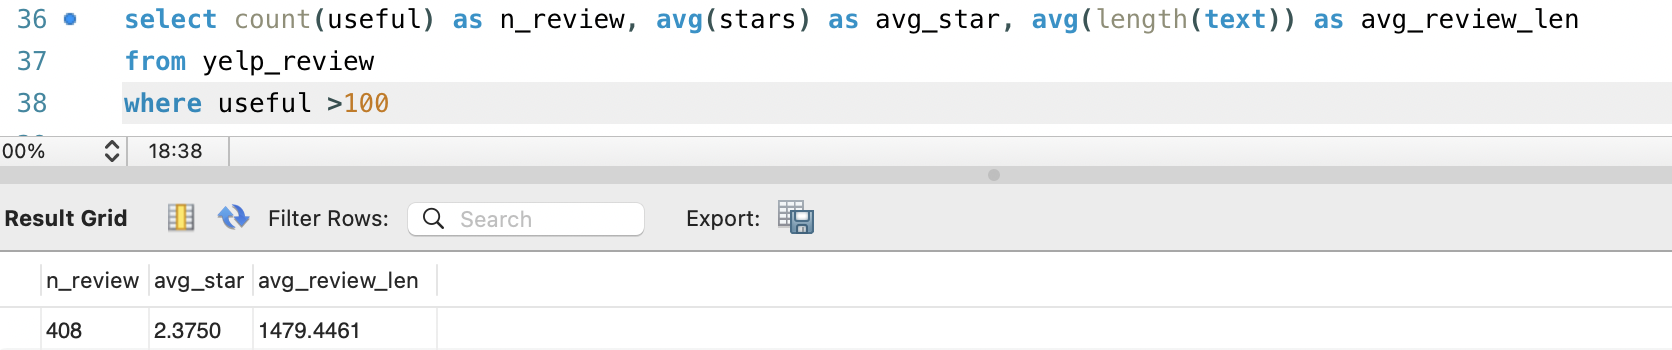 36 select count(useful) as n_review, avg(stars) as avg_star, avg(length(text)) as avg_review_len
37 from yelp_review
38 where useful >100
00% 18:38
Result Grid Filter Rows: Search Export:
n_review avg_star avg_review_len
408 2.3750 1479.4461